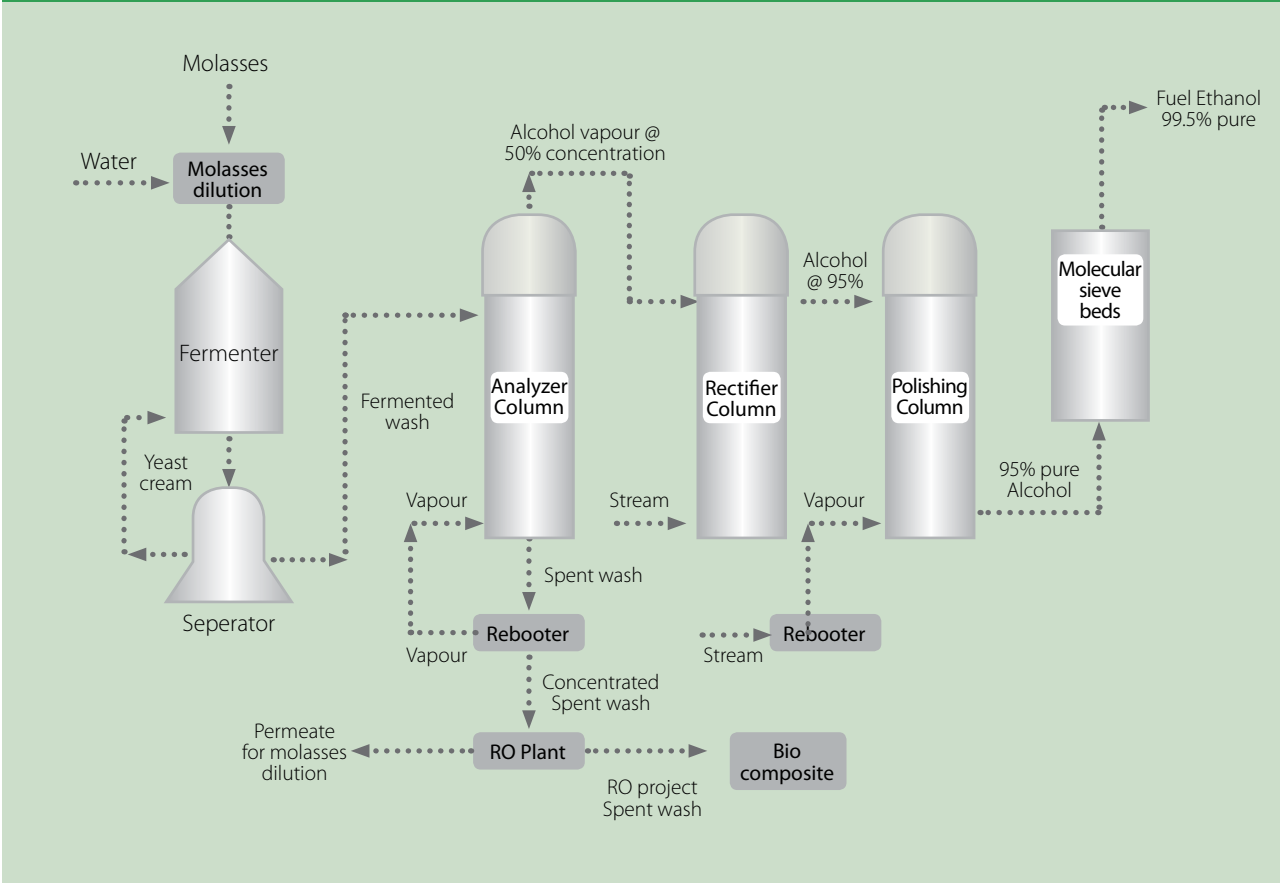 Molasses
Water
Molasses
dilution
Fermenter
Yeast
cream
Seperator
Fermented
wash
Alcohol vapour @
50% concentration
Analyzer
Column
Vapour
Spent wash
Rebooter
Vapour
Concentrated
Spent wash
RO Plant
Permeate
for molasses
dilution
RO project
Spent wash
Bio
composite
Stream
Rectifier
Column
Alcohol
@ 95%
Polishing
Column
Vapour
Stream
Rebooter
95% pure
Alcohol
Molecular
sieve
beds
Fuel Ethanol
99.5% pure